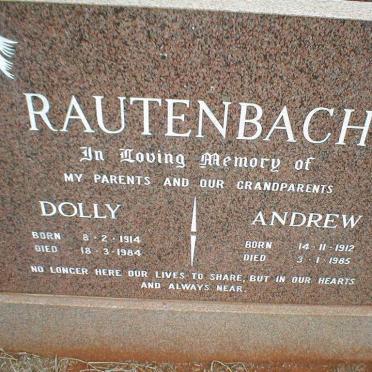 RAUTENBACH
In Loving Memory of
MY PARENTS AND OUR GRANDPARENTS
DOLLY
BORN 8-2-1914
DIED 18-3-1984
ANDREW
BORN 14-11-1912
DIED 3-1-1985
NO LONGER HERE OUR LIVES TO SHARE, BUT IN OUR HEARTS
AND ALWAYS NEAR.